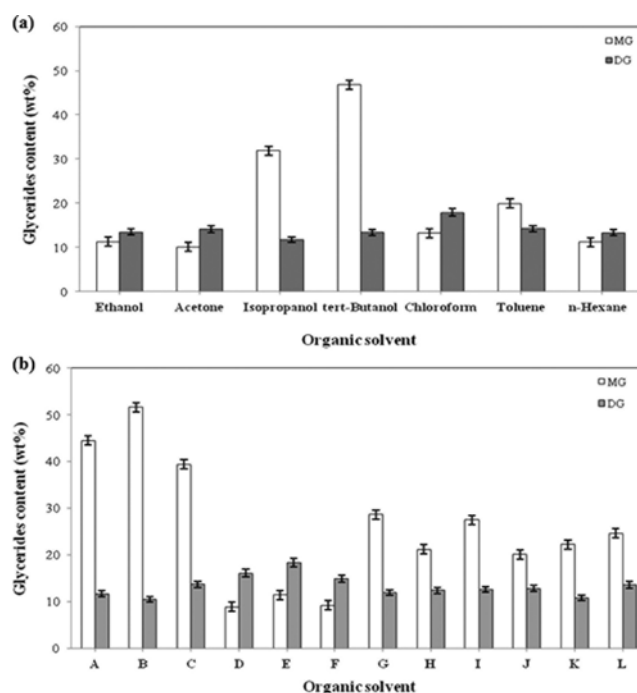 (a)
MG
DG
60
50
40
30
20
10
0
Glycerides content (wt%)
Ethanol Acetone Isopropanol tert-Butanol Chloroform Toluene n-Hexane
Organic solvent
(b)
MG
DG
60
50
40
30
20
10
0
Glycerides content (wt%)
A B C D E F G H I J K L
Organic solvent